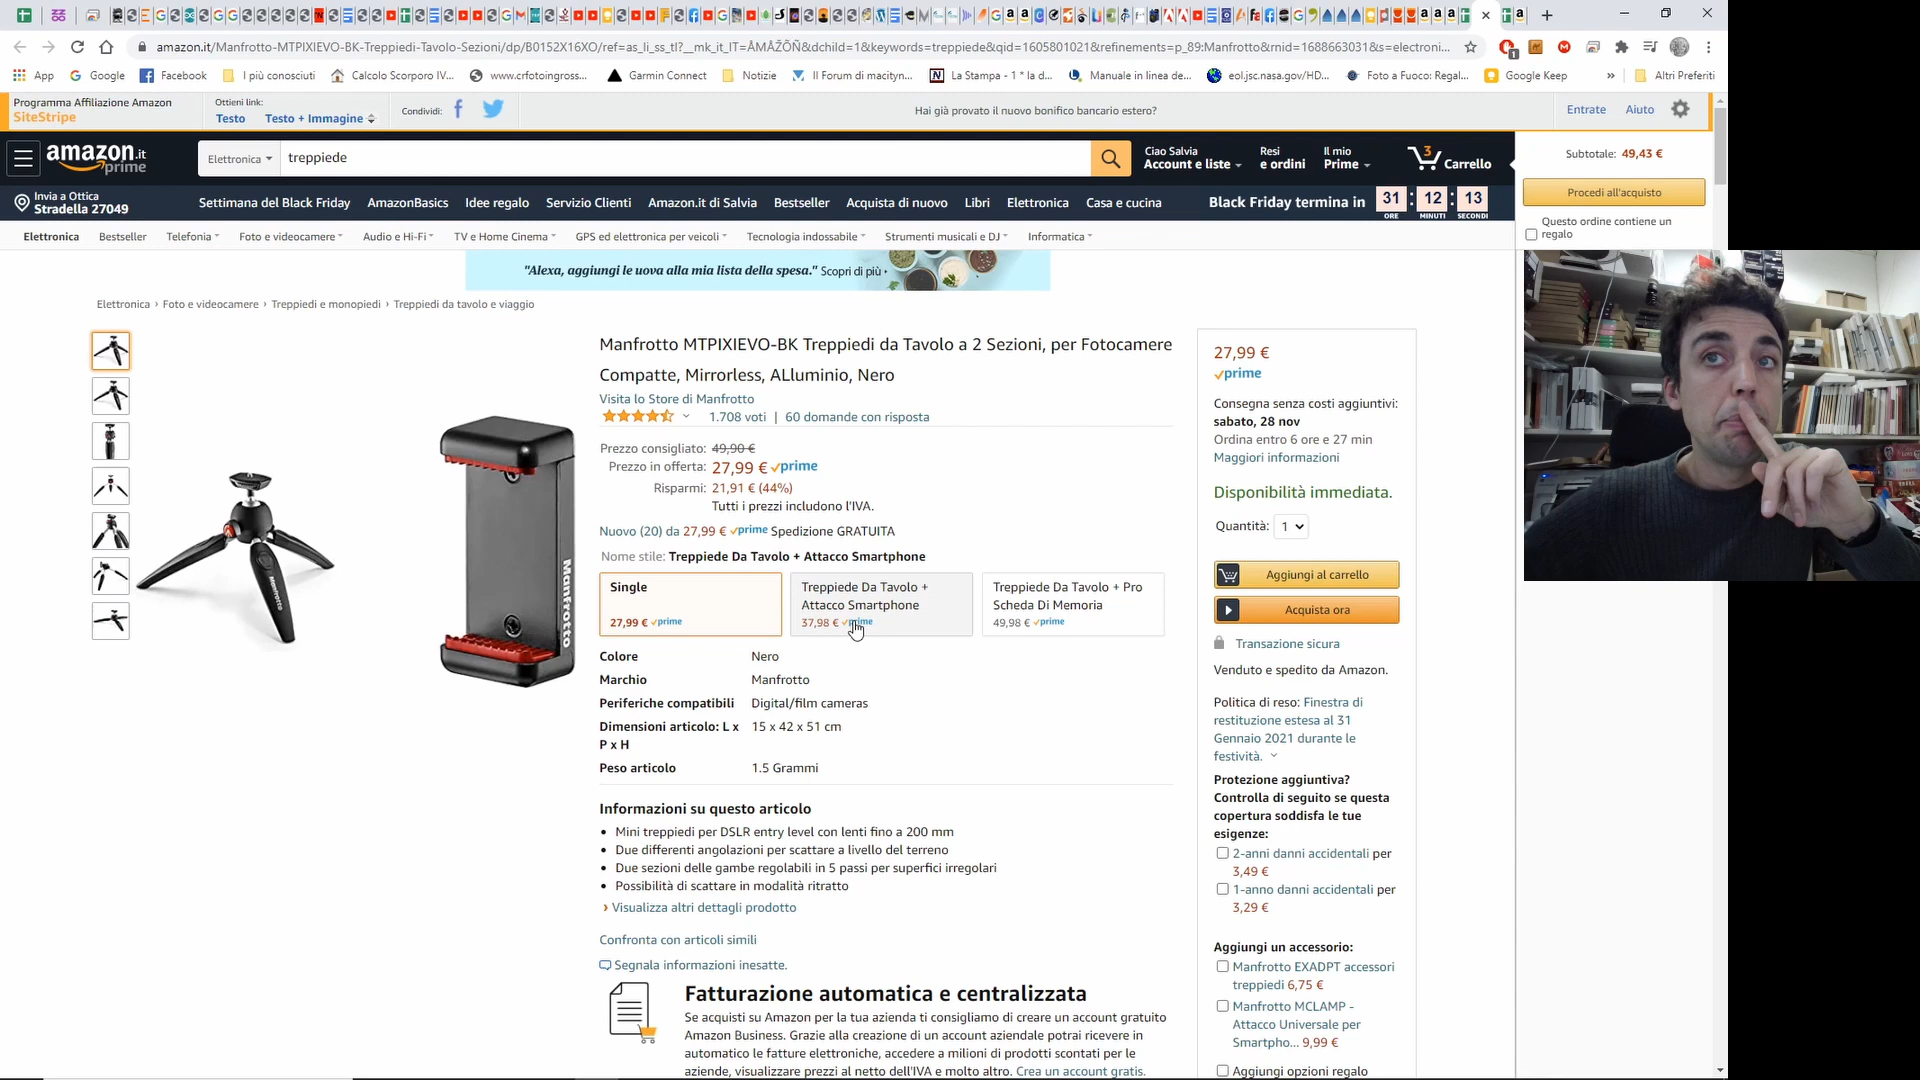 amazon.it/Manfrotto-MTPIXIEVO-BK-Treppiedi-Tavolo-Sezioni/dp/B0152X16XO/ref=as_li_ss_tl?__mk_it_IT=ÅMÅŽÕÑ&dchild=1&keywords=treppiede&qid=1605801021&refinements=p_89:Manfrotto&rnid=1688663031&s=electroni...
App
Google
Facebook
I più conosciuti
Calcolo Scorporo IV...
www.crfotoingross...
Garmin Connect
Notizie
Il Forum di macityn...
La Stampa - 1 ° la d...
Manuale in linea de...
eol.jsc.nasa.gov/HD...
Foto a Fuoco: Regal...
Google Keep
»
Altri Preferiti
Programma Affiliazione Amazon
SiteStripe
Ottieni link:
Testo
Testo + Immagine
Condividi:
Hai già provato il nuovo bonifico bancario estero?
Entrate
Aiuto
amazon.it
prime
Elettronica
treppiede
Ciao Salvia
Account e liste
Resi
e ordini
Il mio
Prime
3
Carrello
Subtotale: 49,43 €
Procedi all'acquisto
Questo ordine contiene un
regalo
Invia a Ottica
Stradella 27049
Settimana del Black Friday
AmazonBasics
Idee regalo
Servizio Clienti
Amazon.it di Salvia
Bestseller
Acquista di nuovo
Libri
Elettronica
Casa e cucina
Black Friday termina in
31 : 12 : 13
ORE MINUTI SECONDI
Elettronica
Bestseller
Telefonia
Foto e videocamere
Audio e Hi-Fi
TV e Home Cinema
GPS ed elettronica per veicoli
Tecnologia indossabile
Strumenti musicali e DJ
Informatica
"Alexa, aggiungi le uova alla mia lista della spesa." Scopri di più ›
Elettronica › Foto e videocamere › Treppiedi e monopiedi › Treppiedi da tavolo e viaggio
Manfrotto
Manfrotto
Manfrotto MTPIXIEVO-BK Treppiedi da Tavolo a 2 Sezioni, per Fotocamere
Compatte, Mirrorless, ALluminio, Nero
Visita lo Store di Manfrotto
1.708 voti | 60 domande con risposta
Prezzo consigliato: 49,90 €
Prezzo in offerta: 27,99 € prime
Risparmi: 21,91 € (44%)
Tutti i prezzi includono l'IVA.
Nuovo (20) da 27,99 € prime Spedizione GRATUITA
Nome stile: Treppiede Da Tavolo + Attacco Smartphone
Single
27,99 € prime
Treppiede Da Tavolo +
Attacco Smartphone
37,98 € prime
Treppiede Da Tavolo + Pro
Scheda Di Memoria
49,98 € prime
Colore Nero
Marchio Manfrotto
Periferiche compatibili Digital/film cameras
Dimensioni articolo: L x 15 x 42 x 51 cm
P x H
Peso articolo 1.5 Grammi
Informazioni su questo articolo
• Mini treppiedi per DSLR entry level con lenti fino a 200 mm
• Due differenti angolazioni per scattare a livello del terreno
• Due sezioni delle gambe regolabili in 5 passi per superfici irregolari
• Possibilità di scattare in modalità ritratto
› Visualizza altri dettagli prodotto
Confronta con articoli simili
Segnala informazioni inesatte.
Fatturazione automatica e centralizzata
Se acquisti su Amazon per la tua azienda ti consigliamo di creare un account gratuito
Amazon Business. Grazie alla creazione di un account aziendale potrai ricevere in
automatico le fatture elettroniche, accedere a milioni di prodotti scontati per le
aziende, visualizzare prezzi al netto dell'IVA e molto altro. Crea un account gratis.
27,99 €
prime
Consegna senza costi aggiuntivi:
sabato, 28 nov
Ordina entro 6 ore e 27 min
Maggiori informazioni
Disponibilità immediata.
Quantità: 1
Aggiungi al carrello
Acquista ora
Transazione sicura
Venduto e spedito da Amazon.
Politica di reso: Finestra di
restituzione estesa al 31
Gennaio 2021 durante le
festività.
Protezione aggiuntiva?
Controlla di seguito se questa
copertura soddisfa le tue
esigenze:
2-anni danni accidentali per
3,49 €
1-anno danni accidentali per
3,29 €
Aggiungi un accessorio:
Manfrotto EXADPT accessori
treppiedi 6,75 €
Manfrotto MCLAMP -
Attacco Universale per
Smartpho... 9,99 €
Aggiungi opzioni regalo